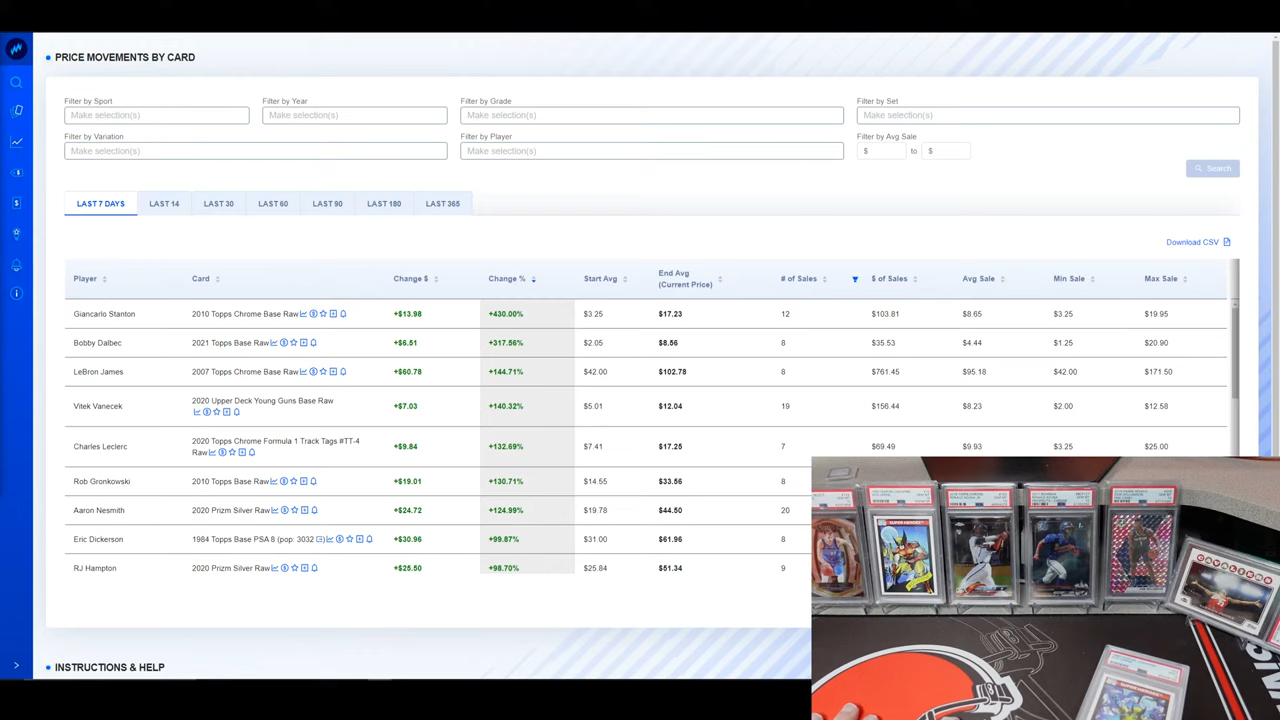 PRICE MOVEMENTS BY CARD
Filter by Sport Filter by Year Filter by Grade Filter by Set
Make selection(s) Make selection(s) Make selection(s) Make selection(s)
Filter by Variation Filter by Player Filter by Avg Sale
Make selection(s) Make selection(s) $ to $
Search
LAST 7 DAYS LAST 14 LAST 30 LAST 60 LAST 90 LAST 180 LAST 365
Download CSV
Player Card Change $ Change % Start Avg End Avg (Current Price) # of Sales $ of Sales Avg Sale Min Sale Max Sale
Giancarlo Stanton 2010 Topps Chrome Base Raw +$13.98 +430.00% $3.25 $17.23 12 $103.81 $8.65 $3.25 $19.95
Bobby Dalbec 2021 Topps Base Raw +$6.51 +317.56% $2.05 $8.56 8 $35.53 $4.44 $1.25 $20.90
LeBron James 2007 Topps Chrome Base Raw +$60.78 +144.71% $42.00 $102.78 8 $761.45 $95.18 $42.00 $171.50
Vitek Vanecek 2020 Upper Deck Young Guns Base Raw +$7.03 +140.32% $5.01 $12.04 19 $156.44 $8.23 $2.00 $12.58
Charles Leclerc 2020 Topps Chrome Formula 1 Track Tags #TT-4
Raw +$9.84 +132.69% $7.41 $17.25 7 $69.49 $9.93 $3.25 $25.00
Rob Gronkowski 2010 Topps Base Raw +$19.01 +130.71% $14.55 $33.56 8
Aaron Nesmith 2020 Prizm Silver Raw +$24.72 +124.99% $19.78 $44.50 20
Eric Dickerson 1984 Topps Base PSA 8 (pop: 3032) +$30.96 +99.87% $31.00 $61.96 8
RJ Hampton 2020 Prizm Silver Raw +$25.50 +98.70% $25.84 $51.34 9
INSTRUCTIONS & HELP
SUPER HEROES
CAVALIERS